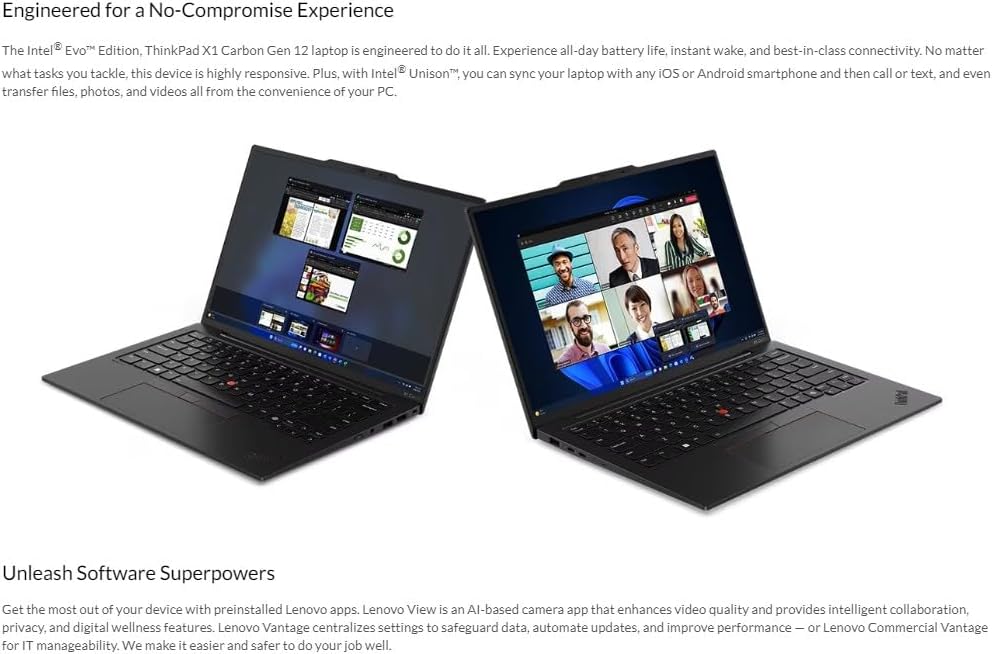 Engineered for a No-Compromise Experience
The Intel® Evo™ Edition, ThinkPad X1 Carbon Gen 12 laptop is engineered to do it all. Experience all-day battery life, instant wake, and best-in-class connectivity. No matter
what tasks you tackle, this device is highly responsive. Plus, with Intel® Unison™, you can sync your laptop with any iOS or Android smartphone and then call or text, and even
transfer files, photos, and videos all from the convenience of your PC.
ThinkPad
Unleash Software Superpowers
Get the most out of your device with preinstalled Lenovo apps. Lenovo View is an AI-based camera app that enhances video quality and provides intelligent collaboration,
privacy, and digital wellness features. Lenovo Vantage centralizes settings to safeguard data, automate updates, and improve performance — or Lenovo Commercial Vantage
for IT manageability. We make it easier and safer to do your job well.